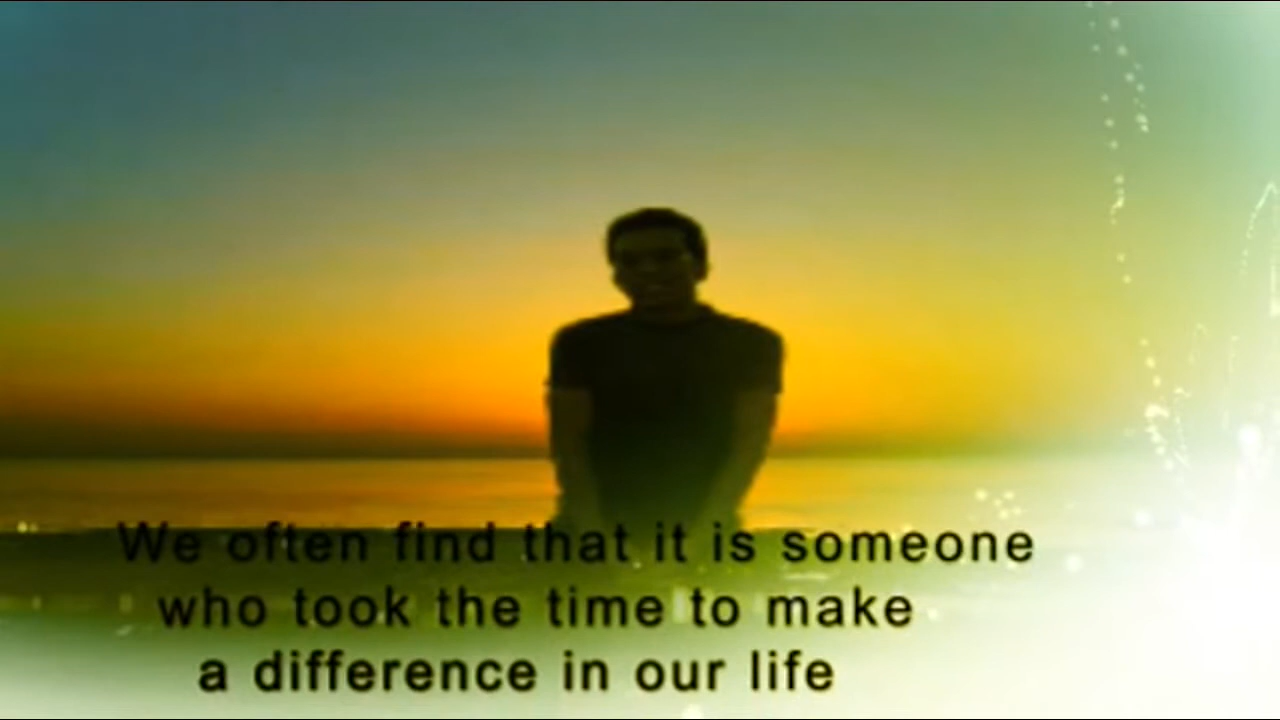 We often find that it is someone
who took the time to make
a difference in our life